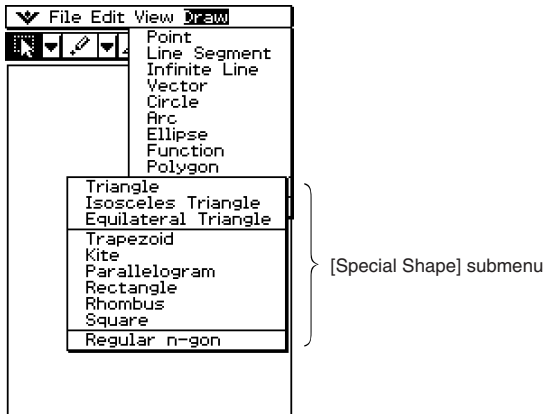 File Edit View Draw
Point
Line Segment
Infinite Line
Vector
Circle
Arc
Ellipse
Function
Polygon
Triangle
Isosceles Triangle
Equilateral Triangle
Trapezoid
Kite
Parallelogram
Rectangle
Rhombus
Square
Regular n-gon
[Special Shape] submenu